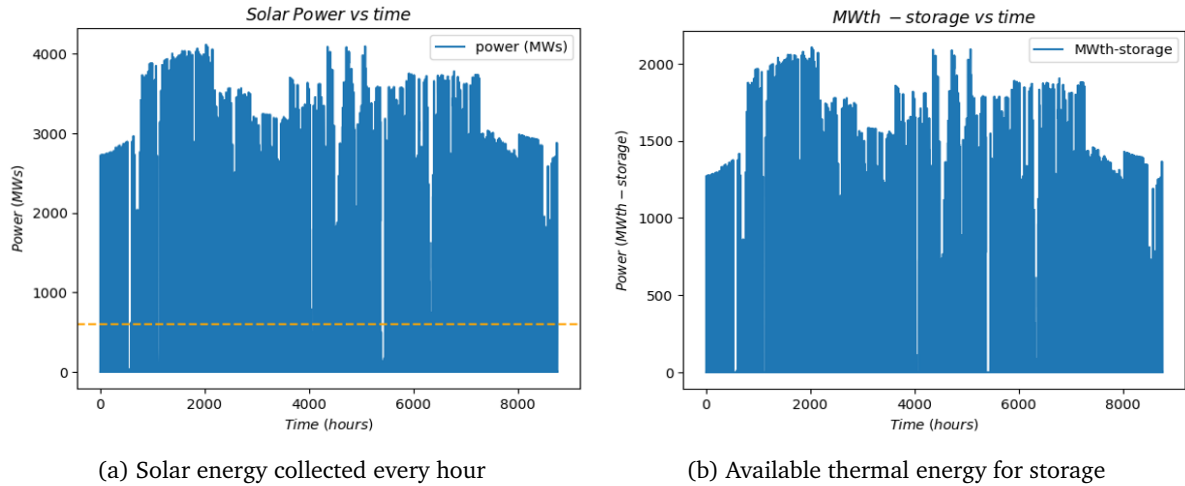 Solar Power vs time
power (MWs)
4000
3000
2000
1000
0
Power (MWs)
0
2000
4000
6000
8000
Time (hours)
(a) Solar energy collected every hour
MWth − storage vs time
MWth-storage
2000
1500
1000
500
0
Power (MWth − storage)
0
2000
4000
6000
8000
Time (hours)
(b) Available thermal energy for storage